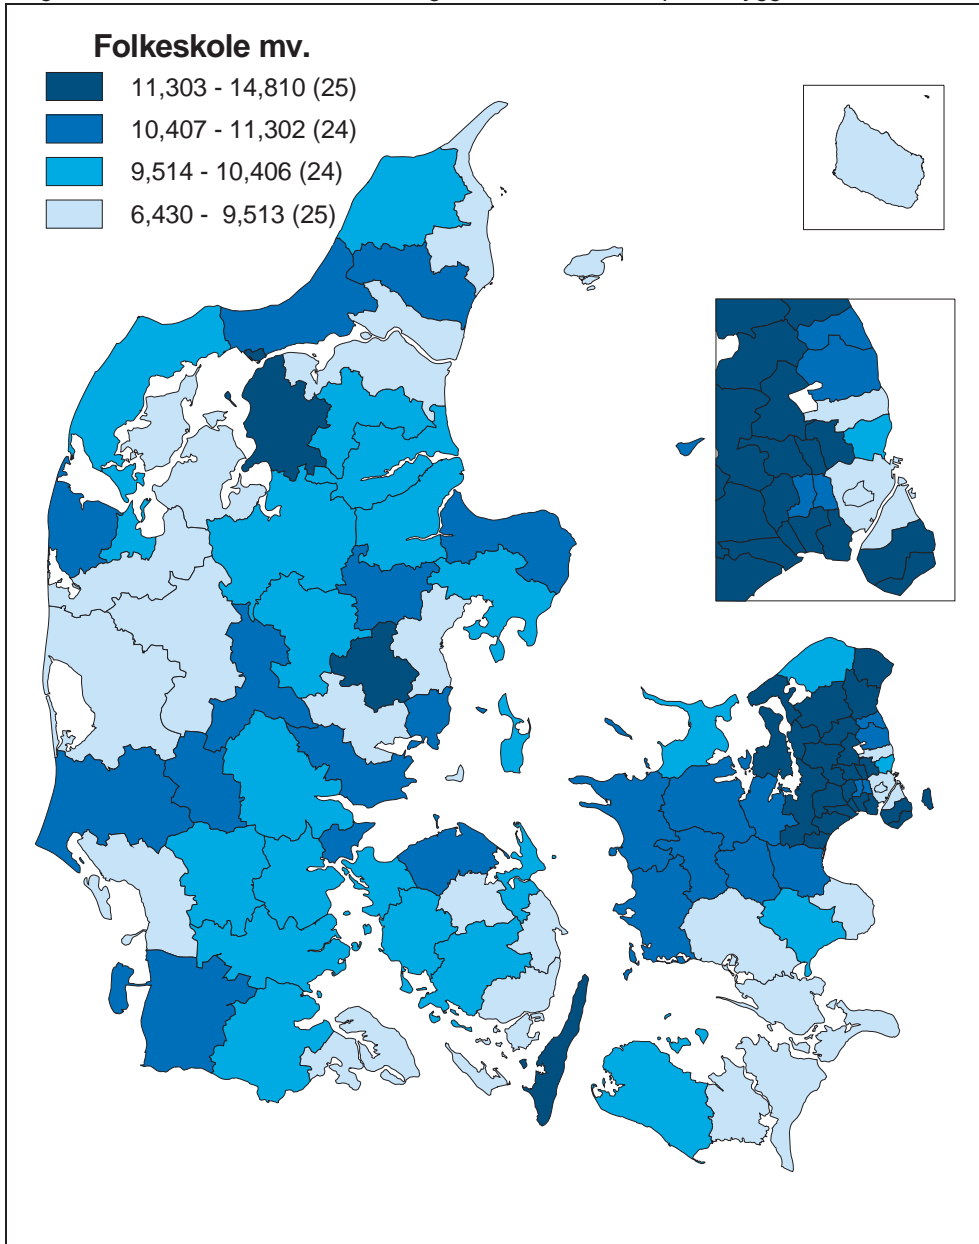 Folkeskole mv.
11,303 - 14,810 (25)
10,407 - 11,302 (24)
9,514 - 10,406 (24)
6,430 - 9,513 (25)